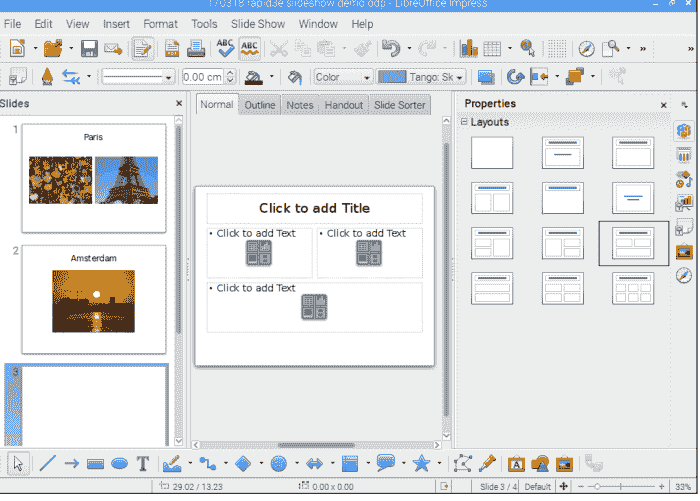 170318 rapid3e slideshow demo.odp - LibreOffice Impress
File Edit View Insert Format Tools Slide Show Window Help
ABC ABC
0.00 cm Color Tango: Sk
Slides
Normal Outline Notes Handout Slide Sorter
Properties
Layouts
1
Paris
2
Amsterdam
3
Click to add Title
• Click to add Text
• Click to add Text
• Click to add Text
T A
29.02 / 13.23 0.00 x 0.00 Slide 3 / 4 Default 33%